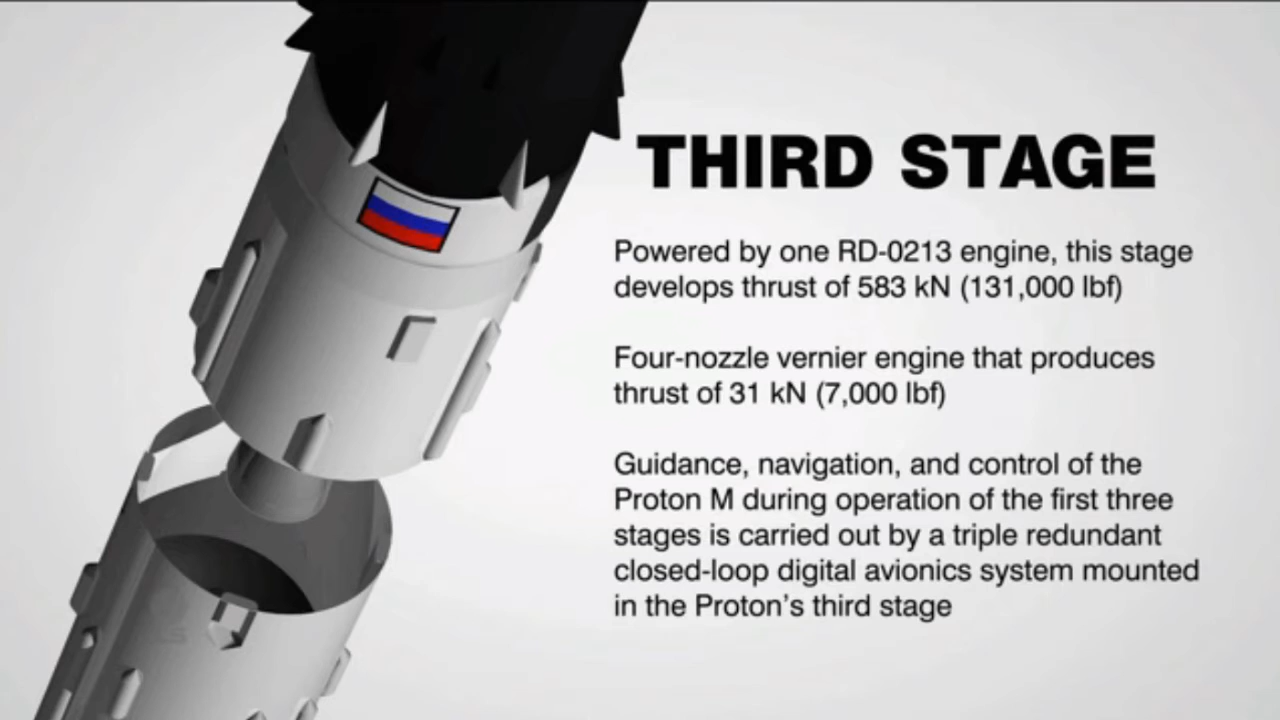 THIRD STAGE
Powered by one RD-0213 engine, this stage
develops thrust of 583 kN (131,000 lbf)
Four-nozzle vernier engine that produces
thrust of 31 kN (7,000 lbf)
Guidance, navigation, and control of the
Proton M during operation of the first three
stages is carried out by a triple redundant
closed-loop digital avionics system mounted
in the Proton’s third stage